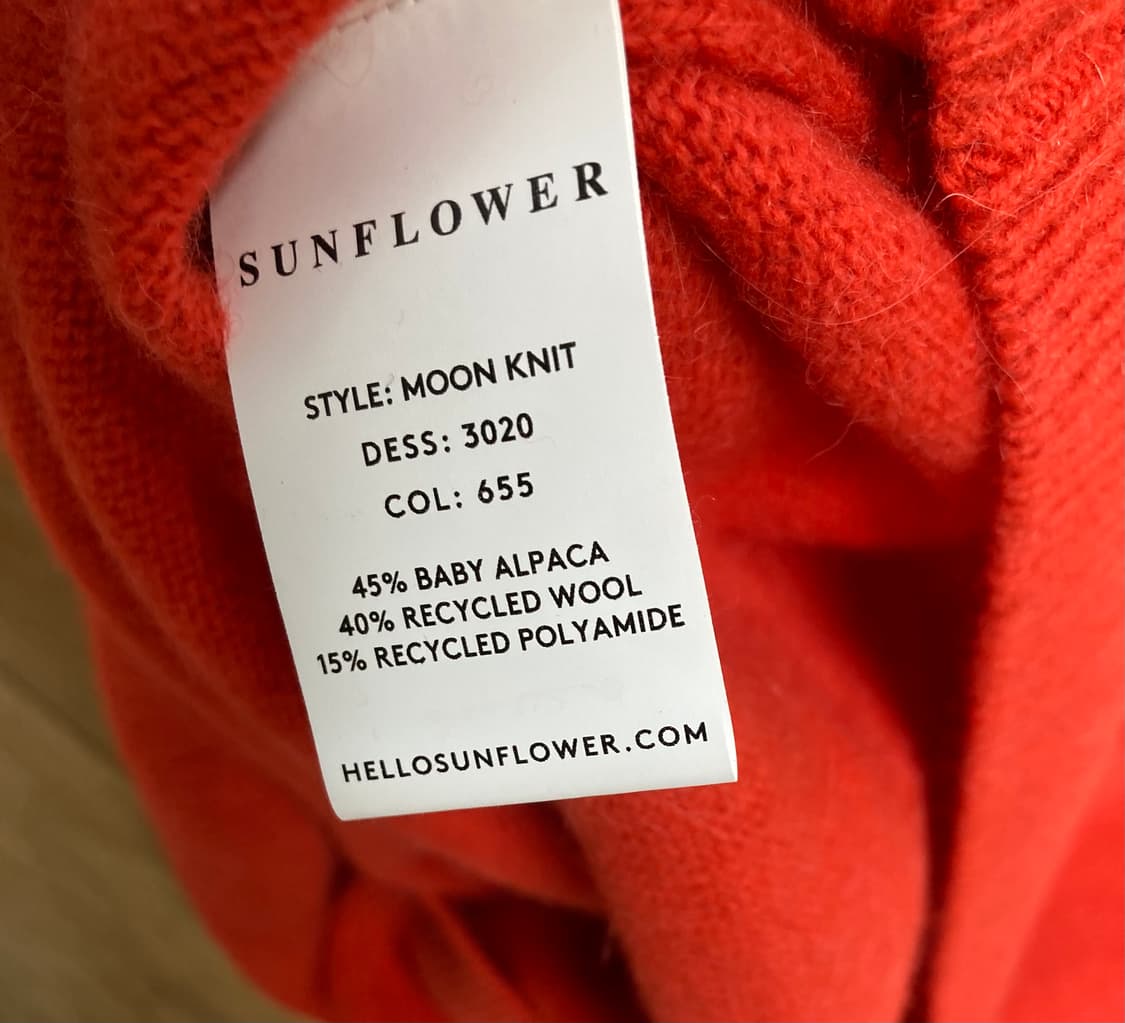 SUNFLOWER
STYLE: MOON KNIT
DESS: 3020
COL: 655
45% BABY ALPACA
40% RECYCLED WOOL
15% RECYCLED POLYAMIDE
HELLOSUNFLOWER.COM